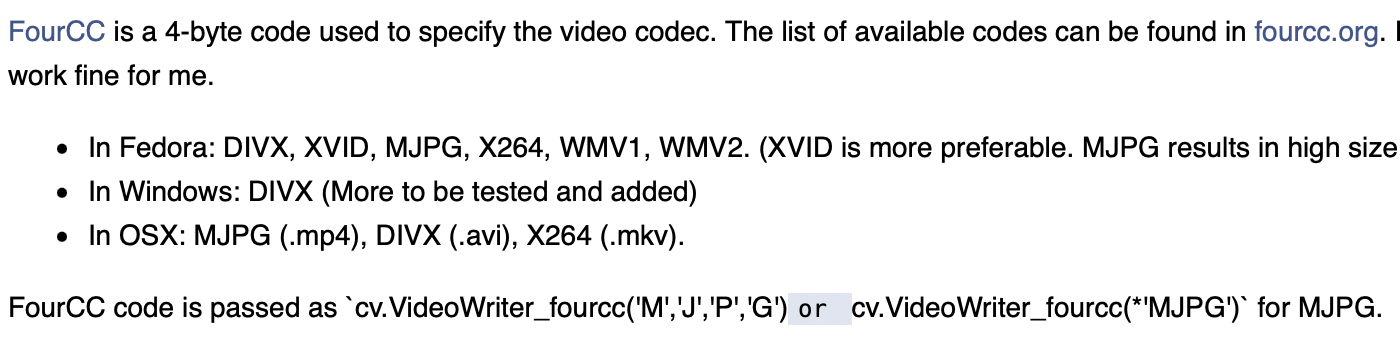 FourCC is a 4-byte code used to specify the video codec. The list of available codes can be found in fourcc.org.
work fine for me.
• In Fedora: DIVX, XVID, MJPG, X264, WMV1, WMV2. (XVID is more preferable. MJPG results in high size
• In Windows: DIVX (More to be tested and added)
• In OSX: MJPG (.mp4), DIVX (.avi), X264 (.mkv).
FourCC code is passed as `cv.VideoWriter_fourcc('M','J','P','G') or cv.VideoWriter_fourcc(*'MJPG')` for MJPG.